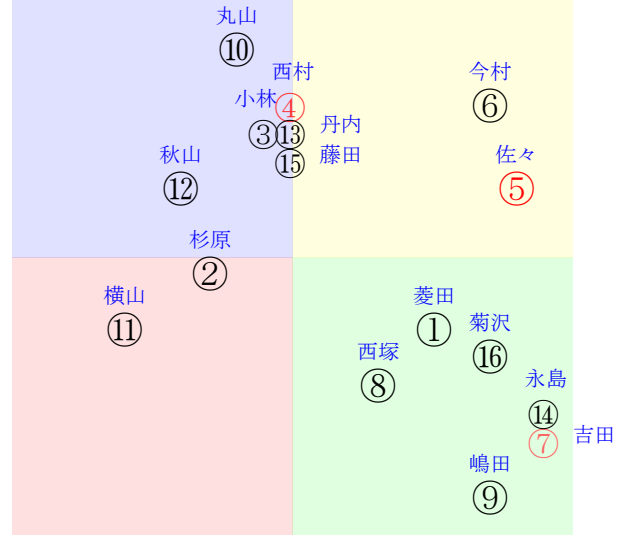 丸山
⑩
西村
今村
小林
④
⑥
丹内
③
⑬
藤田
⑮
秋山
佐々
⑫
⑤
杉原
②
横山
菱田
⑪
①
菊沢
西塚
⑯
⑧
永島
⑭
吉田
⑦
嶋田
⑨